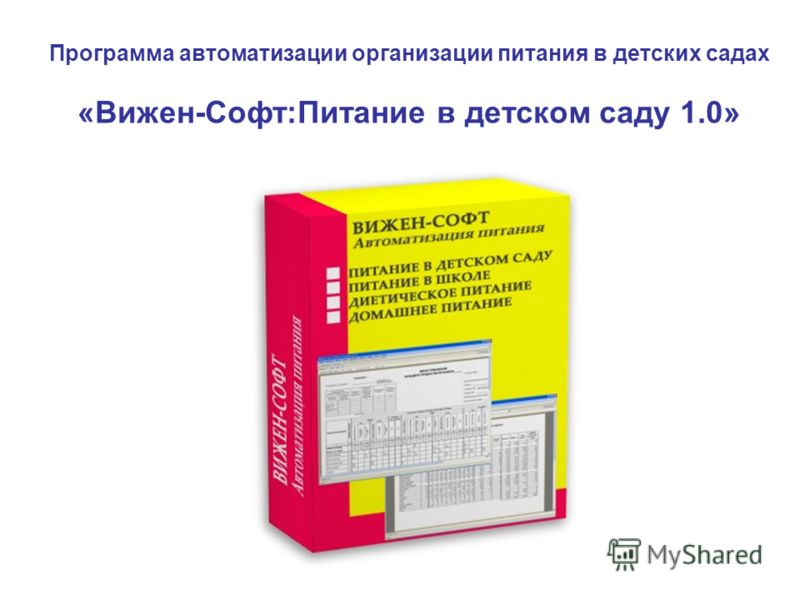 Программа автоматизации организации питания в детских садах
«Вижен-Софт:Питание в детском саду 1.0»
ВИЖЕН-СОФТ
Автоматизация питания
ПИТАНИЕ В ДЕТСКОМ САДУ
ПИТАНИЕ В ШКОЛЕ
ДИЕТИЧЕСКОЕ ПИТАНИЕ
ДОМАШНЕЕ ПИТАНИЕ
ВИЖЕН-СОФТ
Автоматизация питания
MyShared